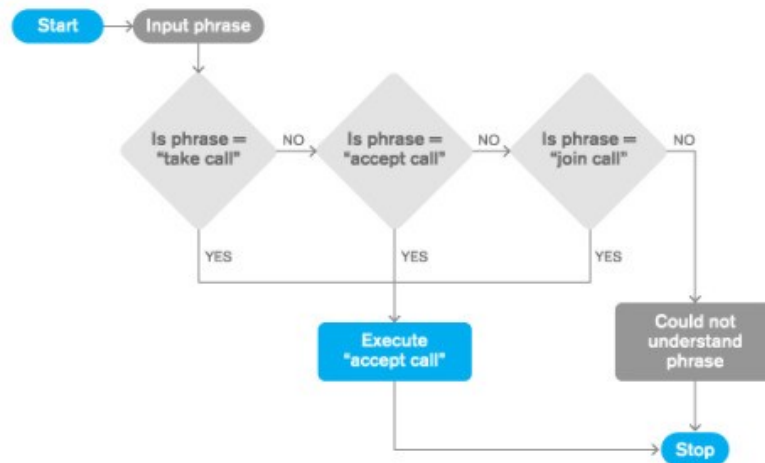 Start
Input phrase
Is phrase =
“take call”
NO
Is phrase =
“accept call”
NO
Is phrase =
“join call”
NO
YES
YES
YES
Execute
“accept call”
Could not
understand
phrase
Stop